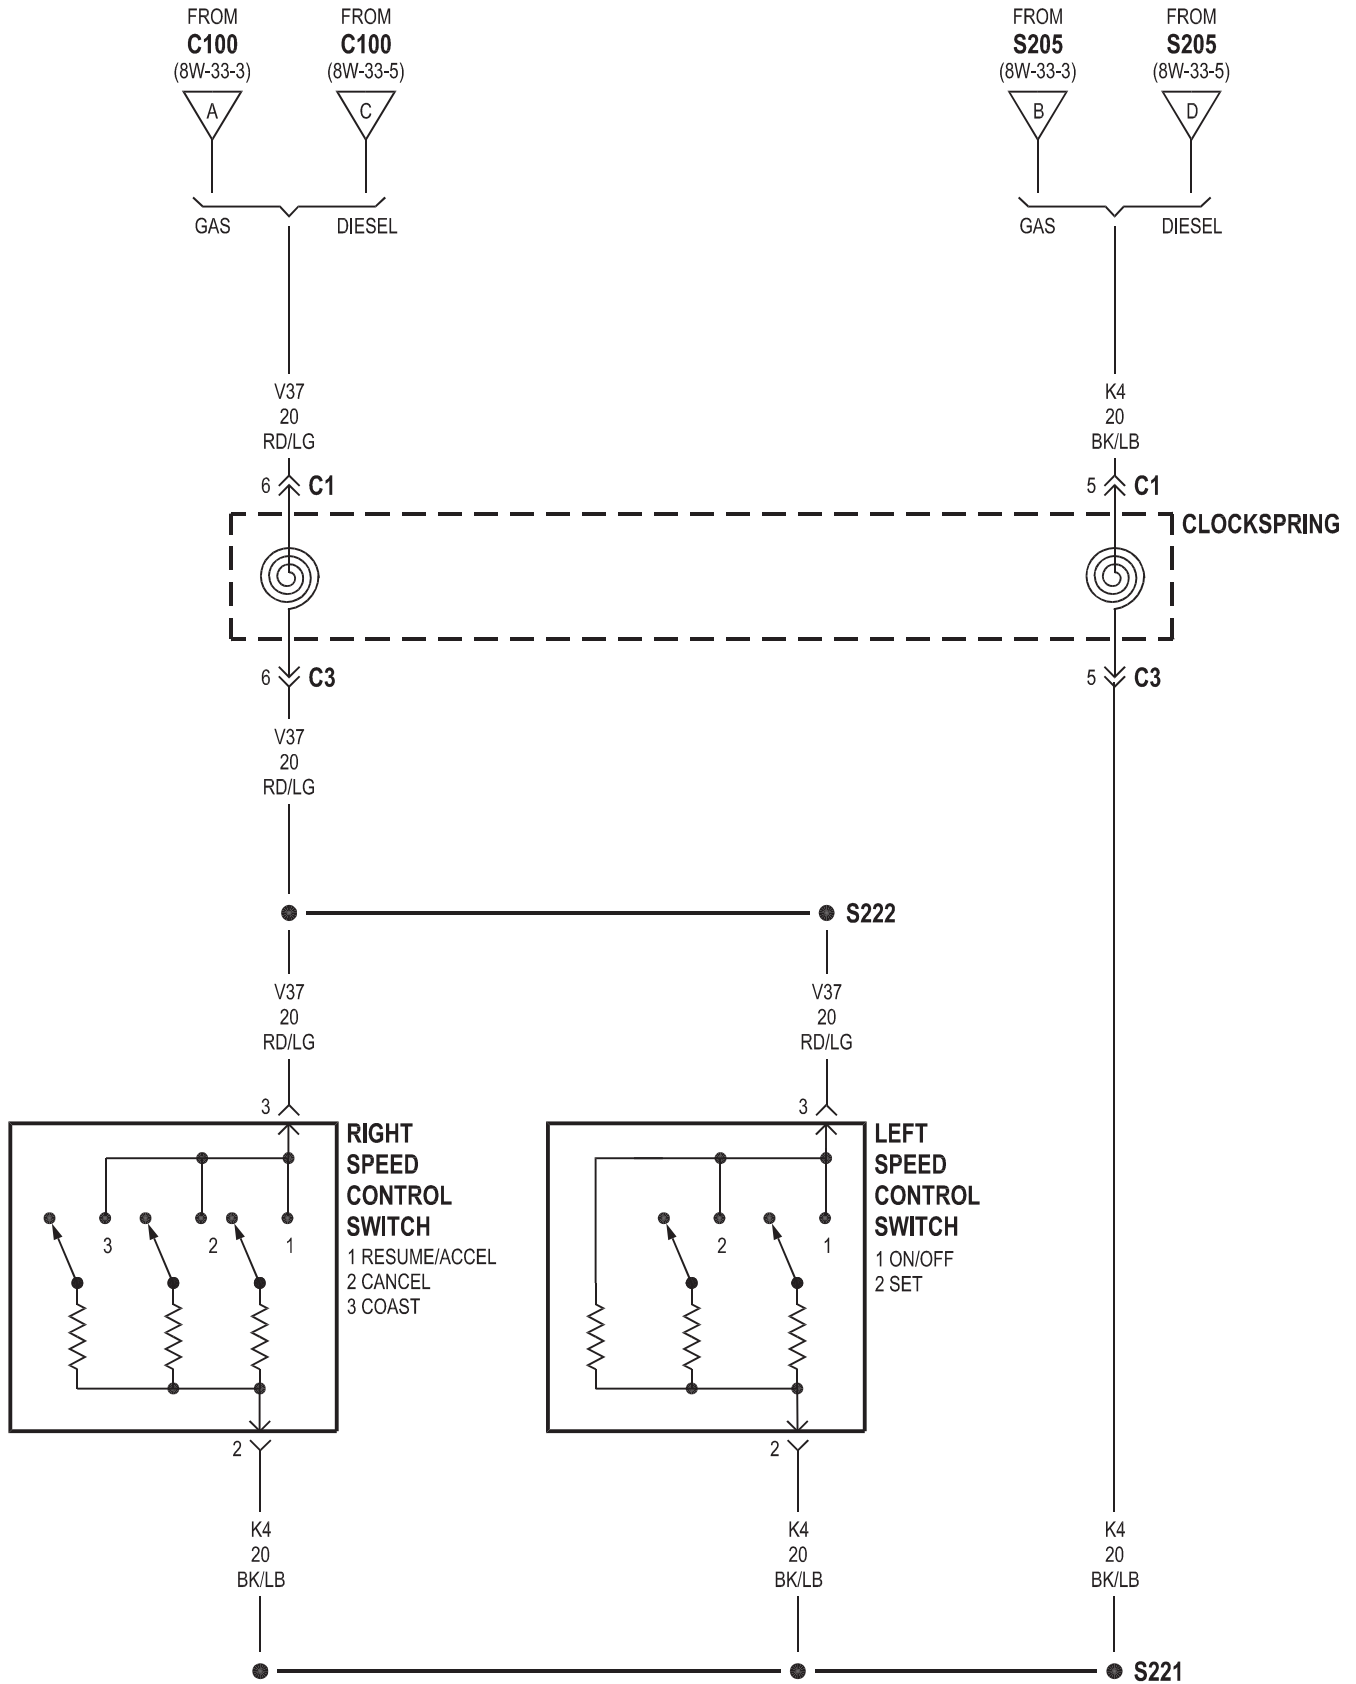 FROM
C100
(8W-33-3)
A
FROM
C100
(8W-33-5)
C
FROM
S205
(8W-33-3)
B
FROM
S205
(8W-33-5)
D
GAS
DIESEL
GAS
DIESEL
V37
20
RD/LG
K4
20
BK/LB
6 C1
5 C1
CLOCKSPRING
6 C3
5 C3
V37
20
RD/LG
S222
V37
20
RD/LG
V37
20
RD/LG
3
RIGHT
SPEED
CONTROL
SWITCH
1 RESUME/ACCEL
2 CANCEL
3 COAST
3 2 1
2
3
LEFT
SPEED
CONTROL
SWITCH
1 ON/OFF
2 SET
2 1
2
K4
20
BK/LB
K4
20
BK/LB
K4
20
BK/LB
S221